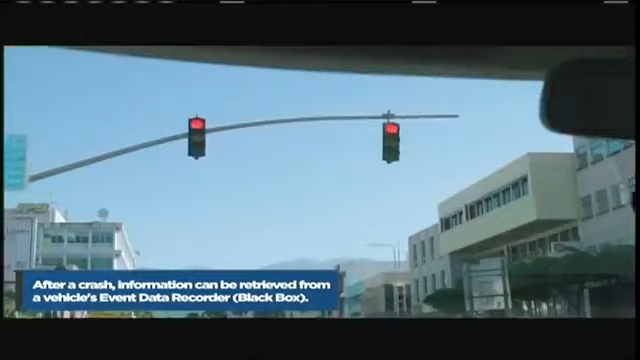 After a crash, information can be retrieved from
a vehicle's Event Data Recorder (Black Box).